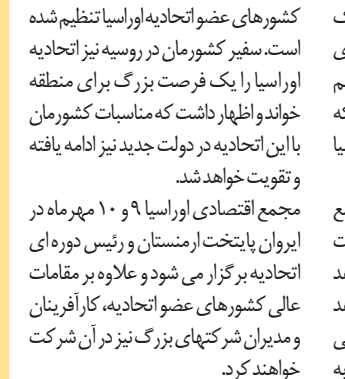 کشورهای عضو اتحادیه اوراسیا تنظیم شده
است. سفیر کشورمان در روسیه نیز اتحادیه
اوراسیا را یک فرصت بزرگ برای منطقه
خواند و اظهار داشت که مناسبات کشورمان
با این اتحادیه در دولت جدید نیز ادامه یافته
و تقویت خواهد شد.
مجمع اقتصادی اوراسیا ۹ و ۱۰ مهرماه در
ایروان پایتخت ارمنستان و رئیس دوره ای
اتحادیه برگزار می شود و علاوه بر مقامات
عالی کشورهای عضو اتحادیه، کارآفرینان
و مدیران شرکتهای بزرگ نیز در آن شرکت
خواهند کرد.